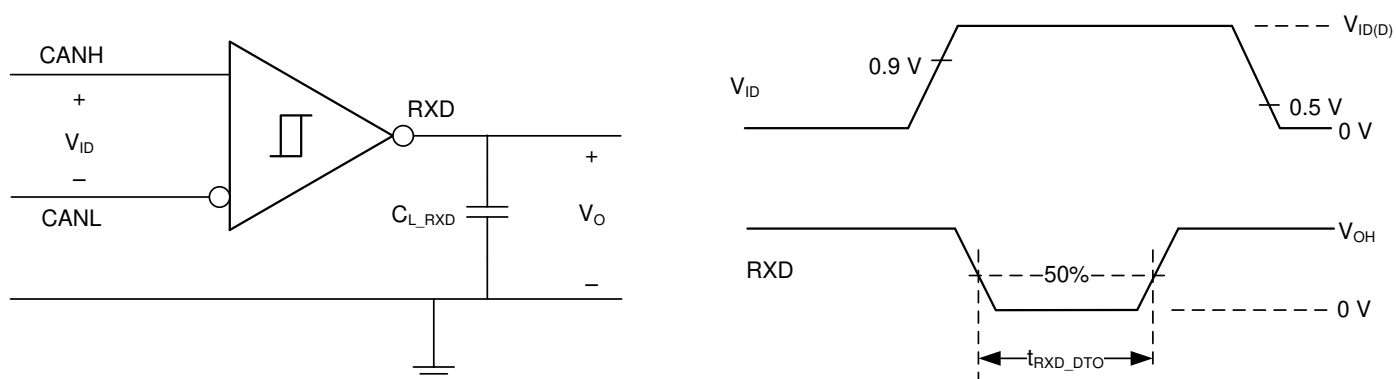 CANH
+
V_ID
–
CANL
RXD
C_L_RXD
+
V_O
–
V_ID
0.9 V
V_ID(D)
0.5 V
0 V
RXD
50%
V_OH
0 V
t_RXD_DTO